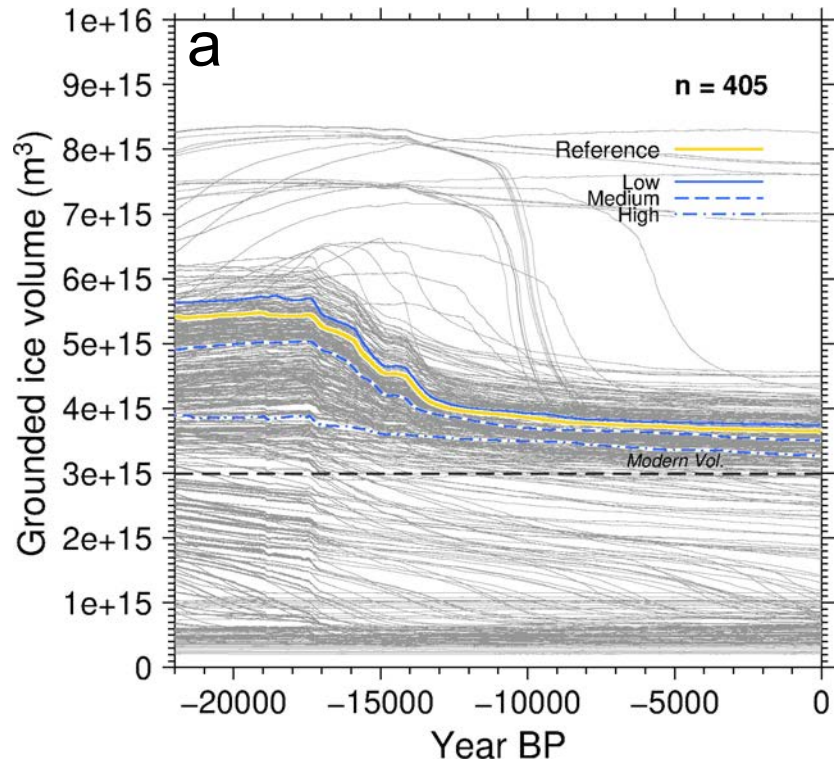 a
n = 405
Reference
Low
Medium
High
Modern Vol.
Grounded ice volume (m³)
1e+16
9e+15
8e+15
7e+15
6e+15
5e+15
4e+15
3e+15
2e+15
1e+15
0
−20000 −15000 −10000 −5000 0
Year BP